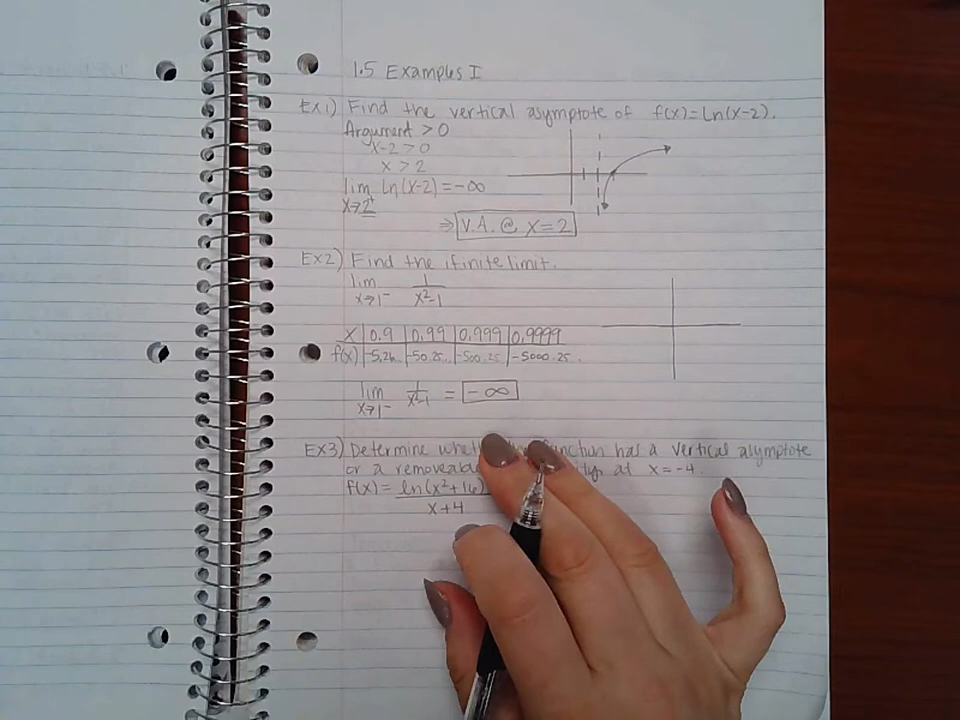 1.5 Examples I
Ex1) Find the vertical asymptote of f(x)=ln(x-2).
Argument > 0
x-2 > 0
x > 2
lim ln(x-2) = -∞
x→2⁺
⇒ V.A. @ x=2
Ex2) Find the ifinite limit.
lim 1
x→1⁻ x²-1
x 0.9 0.99 0.999 0.9999
f(x) -5.26.. -50.25.. -500.25 -5000.25..
lim 1 = -∞
x→1⁻ x²-1
Ex3) Determine function has a vertical asymptote
or a removeable at x=-4.
f(x) = ln(x²+16)
x+4